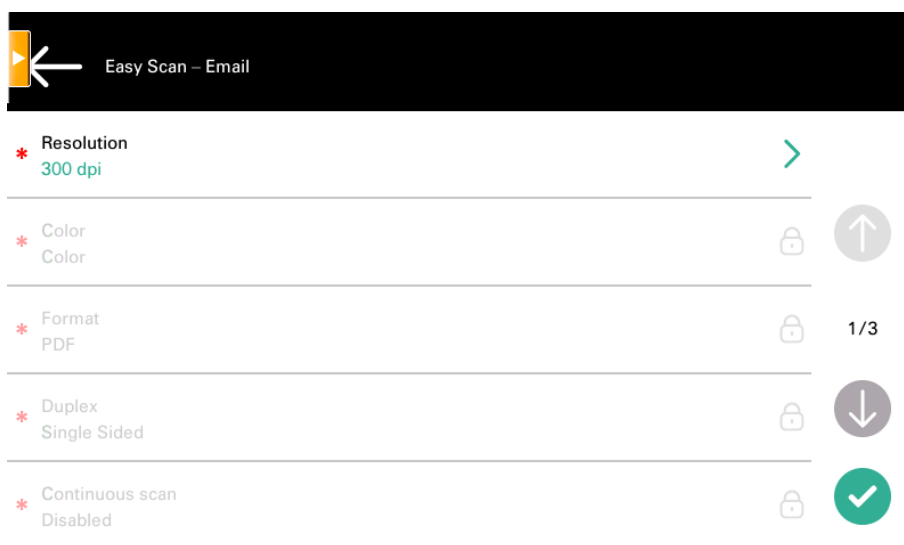 Easy Scan – Email
* Resolution
300 dpi
* Color
Color
* Format
PDF
1/3
* Duplex
Single Sided
* Continuous scan
Disabled